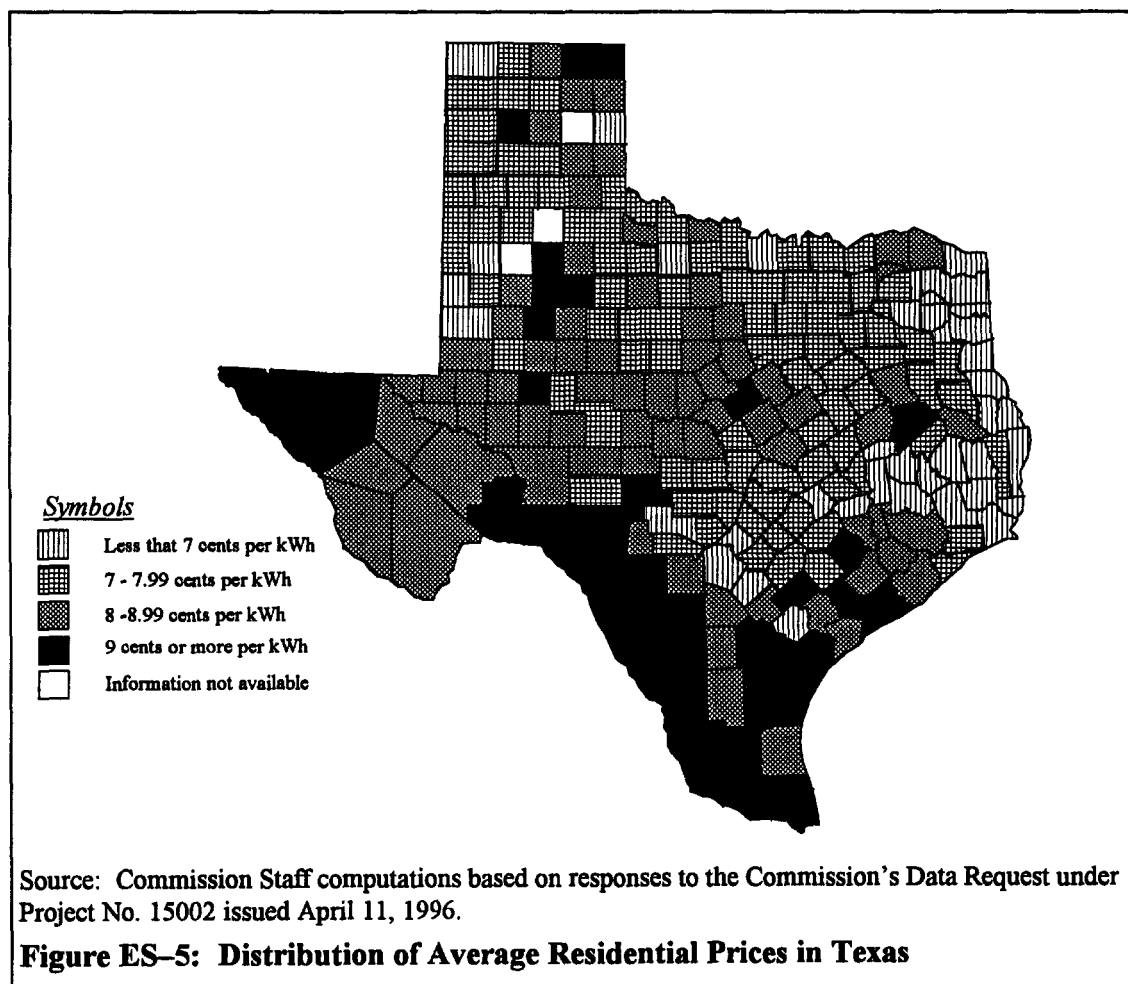 Symbols
Less that 7 cents per kWh
7 - 7.99 cents per kWh
8 -8.99 cents per kWh
9 cents or more per kWh
Information not available
Source: Commission Staff computations based on responses to the Commission's Data Request under
Project No. 15002 issued April 11, 1996.
Figure ES–5: Distribution of Average Residential Prices in Texas